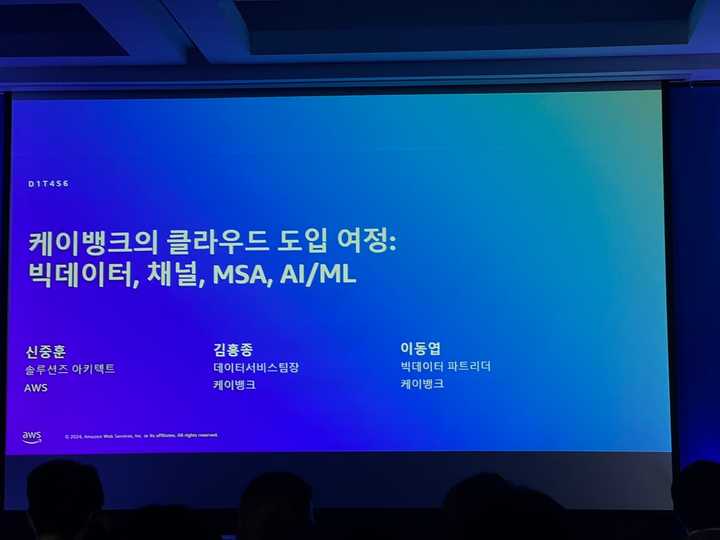 D1T4S6
케이뱅크의 클라우드 도입 여정:
빅데이터, 채널, MSA, AI/ML
신중훈
솔루션즈 아키텍트
AWS
김홍종
데이터서비스팀장
케이뱅크
이동엽
빅데이터 파트리더
케이뱅크
aws
© 2024, Amazon Web Services, Inc. or its affiliates. All rights reserved.